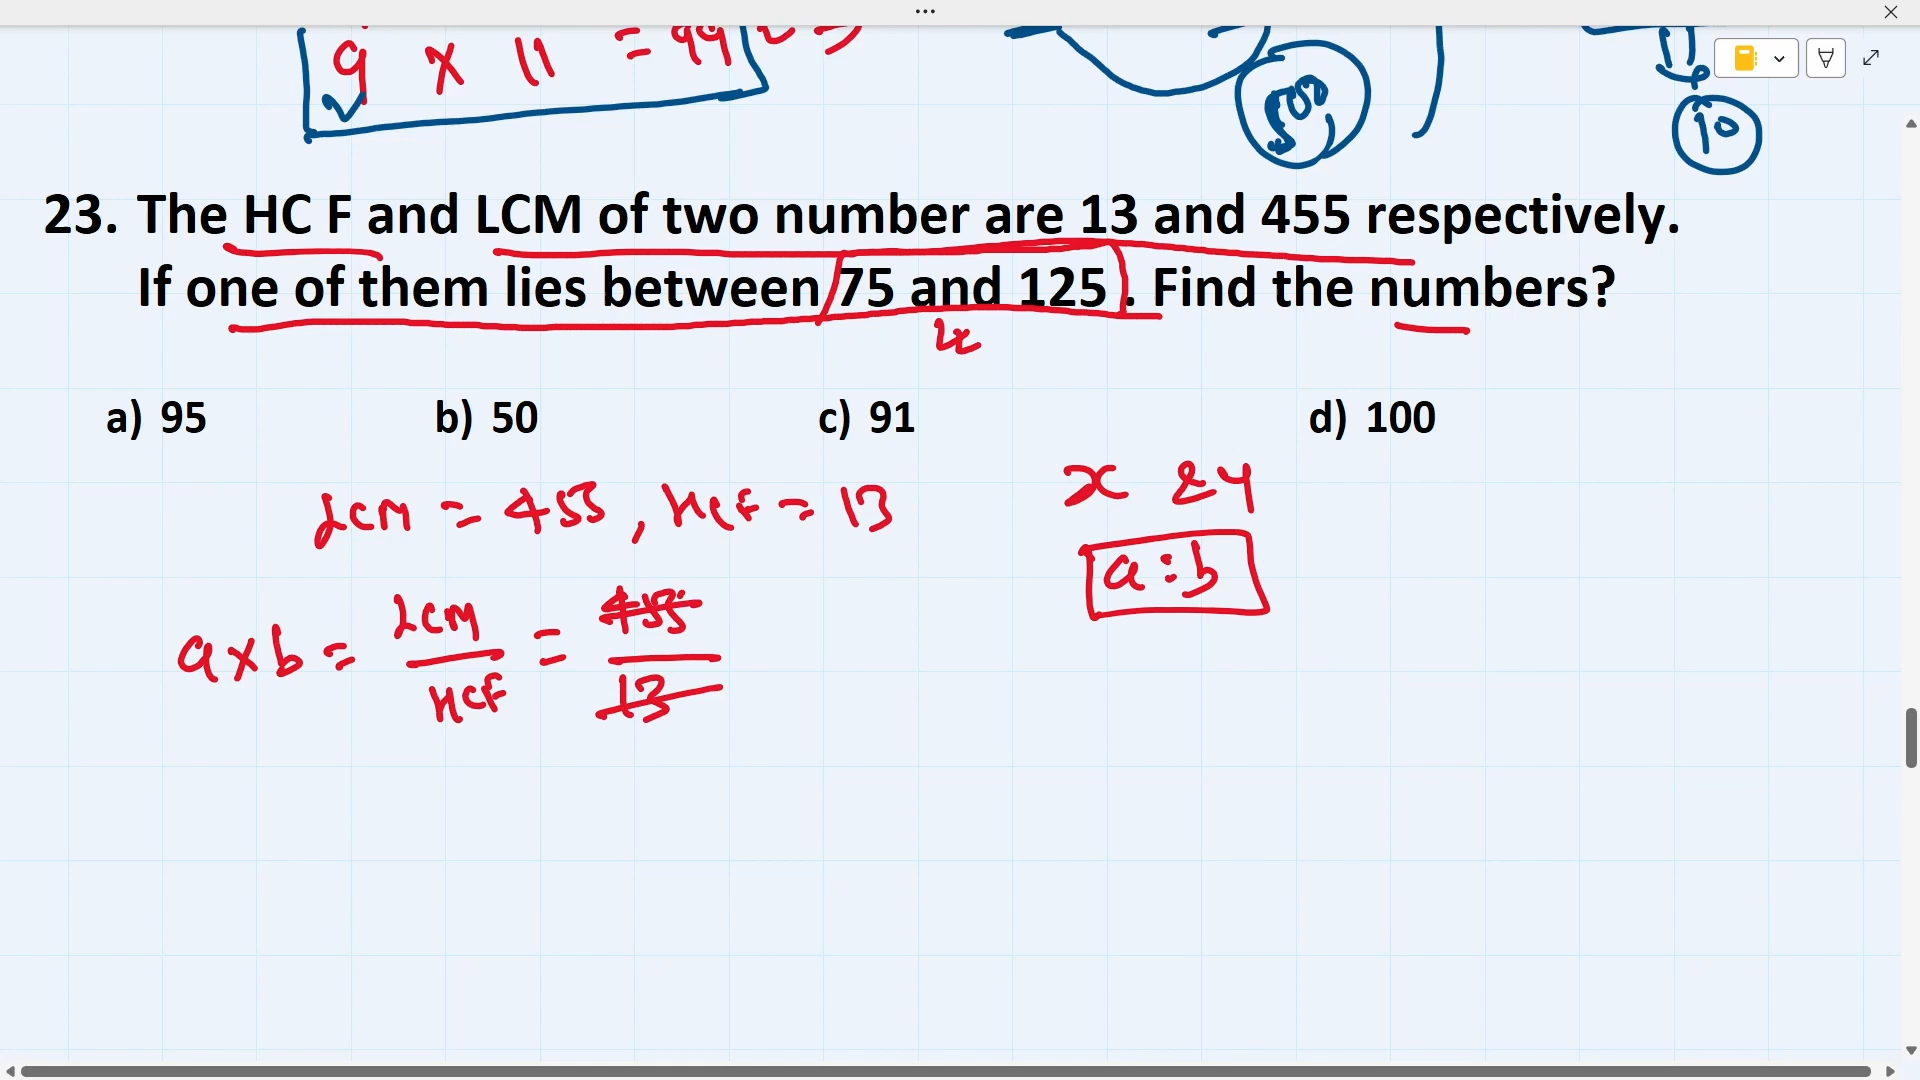 9 x 11 = 99
10
23. The HC F and LCM of two number are 13 and 455 respectively.
If one of them lies between 75 and 125 . Find the numbers?
a) 95 b) 50 c) 91 d) 100
x & y
LCM = 455 , HCF = 13
a : b
a x b = LCM / HCF = 455 / 13